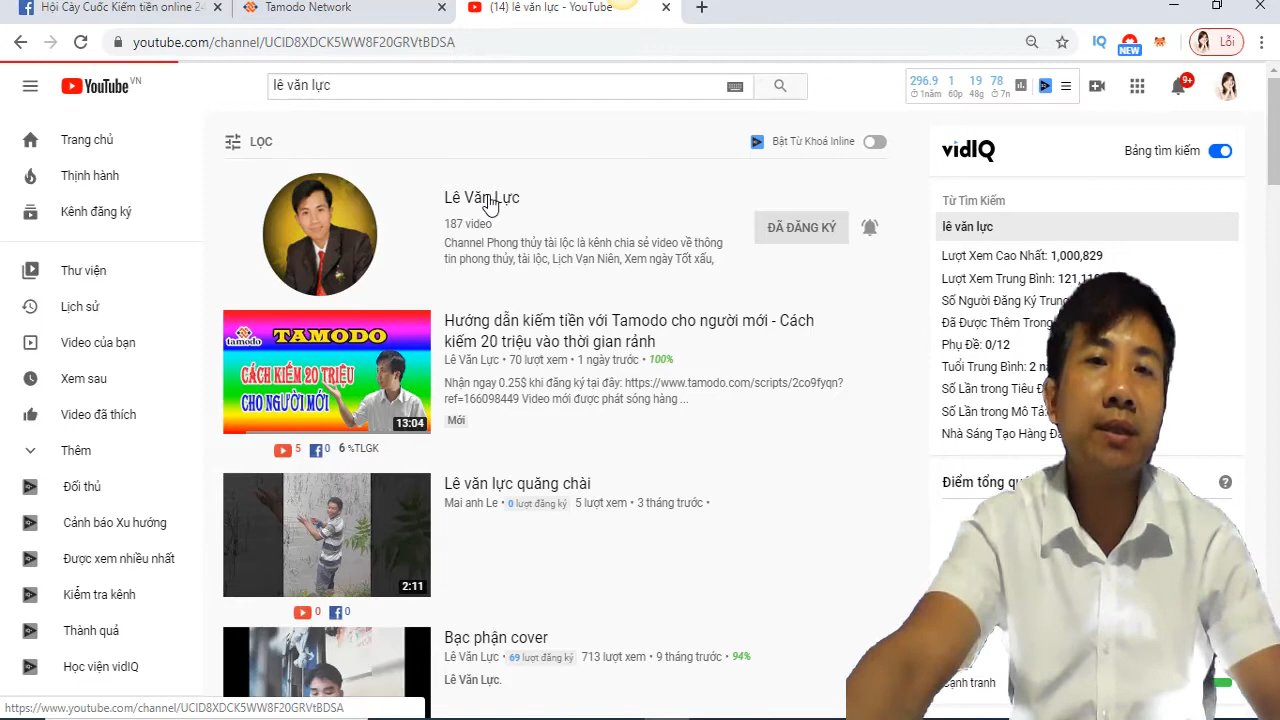 Hội Cày Cuốc Kiếm tiền online 24
Tamodo Network
(14) lê văn lực - YouTube
youtube.com/channel/UCID8XDCK5WW8F20GRVtBDSA
IQ
NEW
Lỗi
YouTube VN
lê văn lực
296.9 1 19 78
1năm 60p 48g 7n
9+
Trang chủ
Thịnh hành
Kênh đăng ký
Thư viện
Lịch sử
Video của bạn
Xem sau
Video đã thích
Thêm
Đối thủ
Cảnh báo Xu hướng
Được xem nhiều nhất
Kiểm tra kênh
Thành quả
Học viện vidIQ
LỌC
Bật Từ Khoá Inline
Lê Văn Lực
187 video
Channel Phong thủy tài lộc là kênh chia sẻ video về thông
tin phong thủy, tài lộc, Lịch Vạn Niên, Xem ngày Tốt xấu,
ĐÃ ĐĂNG KÝ
tamodo
TAMODO
CÁCH KIẾM 20 TRIỆU
CHO NGƯỜI MỚI
13:04
5 0 6 %TLGK
Hướng dẫn kiếm tiền với Tamodo cho người mới - Cách
kiếm 20 triệu vào thời gian rảnh
Lê Văn Lực • 70 lượt xem • 1 ngày trước • 100%
Nhận ngay 0.25$ khi đăng ký tại đây: https://www.tamodo.com/scripts/2co9fyqn?
ref=166098449 Video mới được phát sóng hàng ...
Mới
2:11
0 0
Lê văn lực quăng chài
Mai anh Le • 0 lượt đăng ký 5 lượt xem • 3 tháng trước •
Bạc phận cover
Lê Văn Lực • 69 lượt đăng ký 713 lượt xem • 9 tháng trước • 94%
Lê Văn Lực.
vidIQ
Bảng tìm kiếm
Từ Tìm Kiếm
lê văn lực
Lượt Xem Cao Nhất: 1,000,829
Lượt Xem Trung Bình: 121,11
Số Người Đăng Ký Trung
Đã Được Thêm Trong
Phụ Đề: 0/12
Tuổi Trung Bình: 2 n
Số Lần trong Tiêu Đ
Số Lần trong Mô Tả:
Nhà Sáng Tạo Hàng Đ
Điểm tổng qu
?
Cạnh tranh
https://www.youtube.com/channel/UCID8XDCK5WW8F20GRVtBDSA